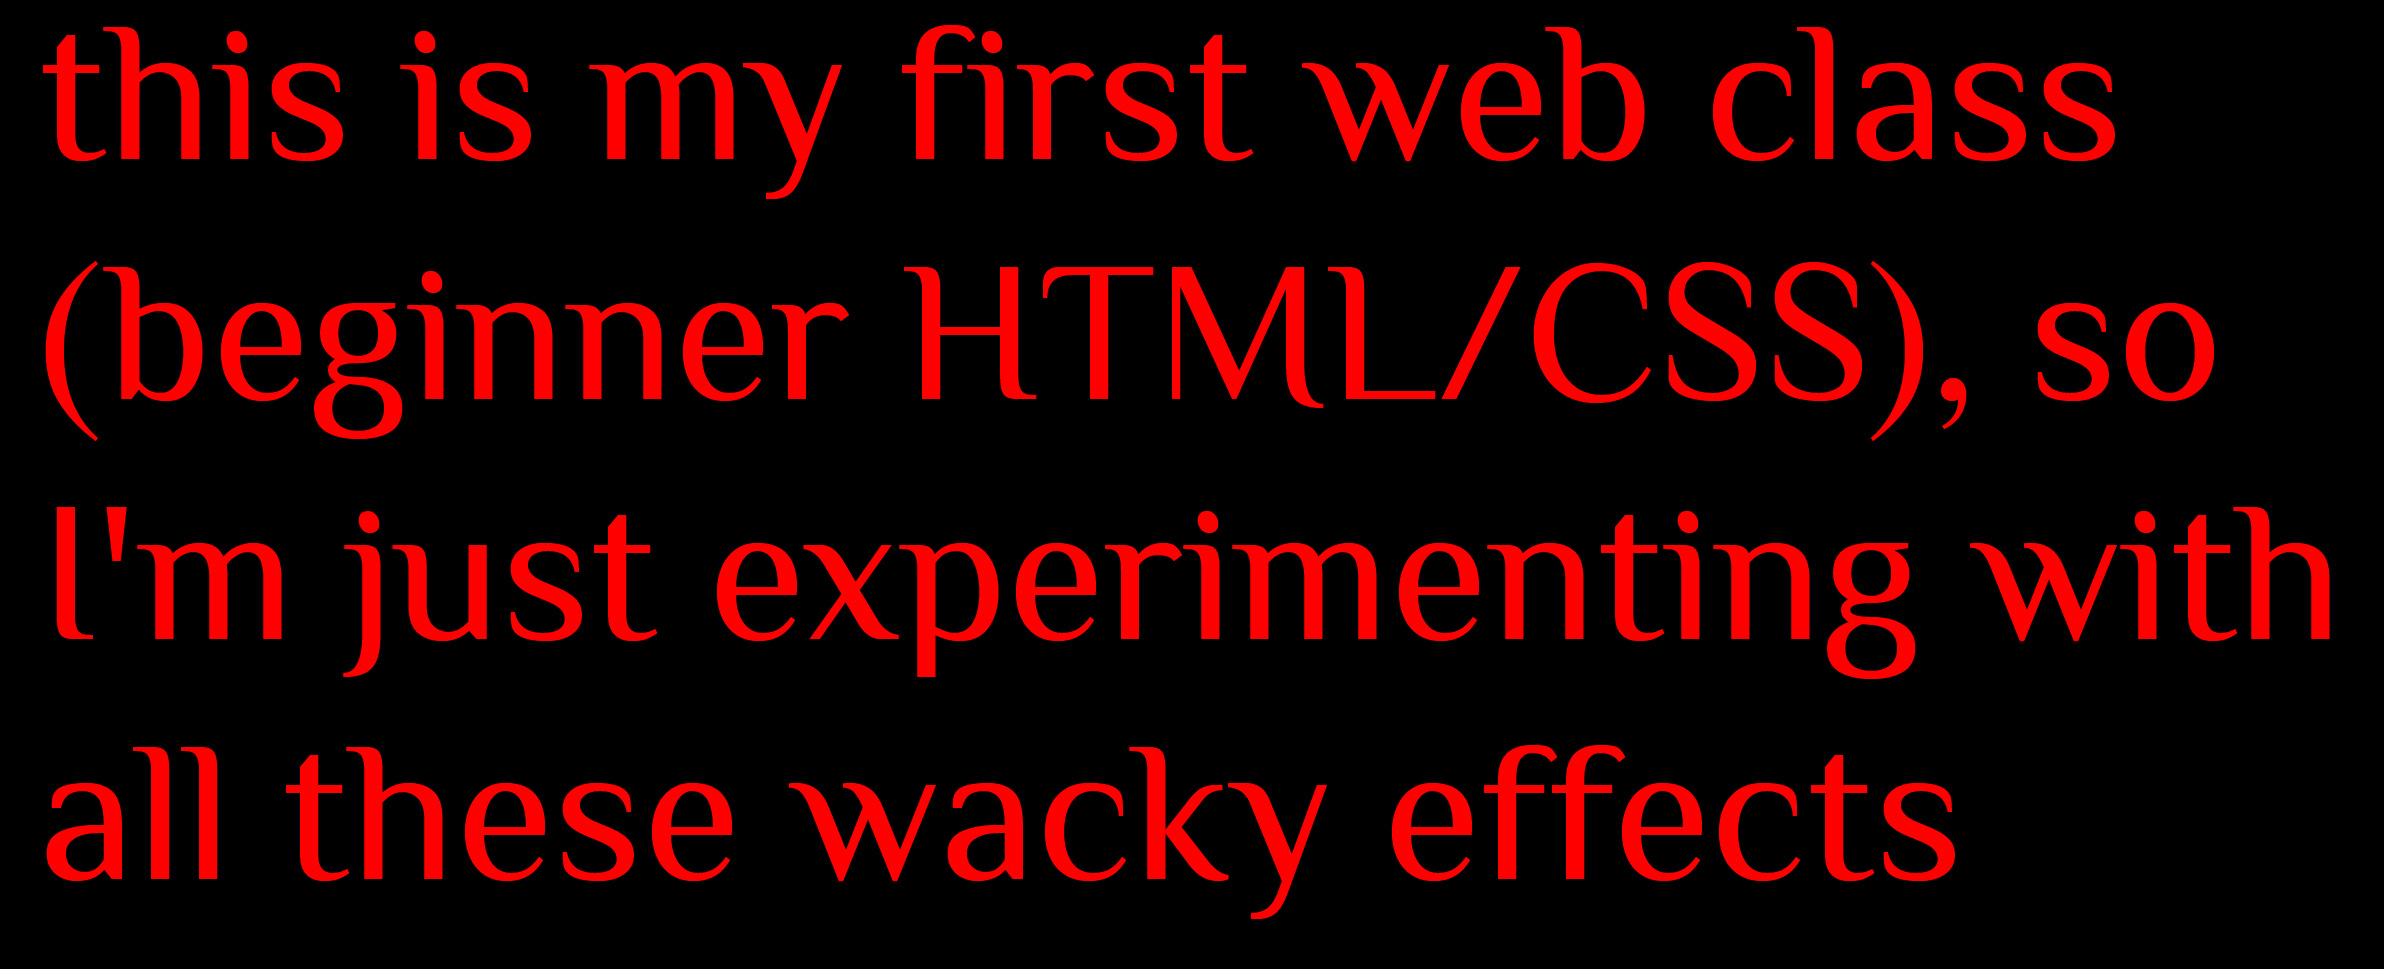 this is my first web class
(beginner HTML/CSS), so
I'm just experimenting with
all these wacky effects